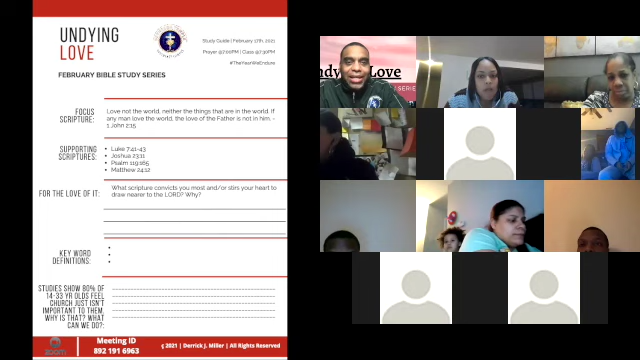 UNDYING
LOVE
Study Guide | February 17th, 2021
Prayer @7:00PM | Class @7:30PM
#TheYearWeEndure
FEBRUARY BIBLE STUDY SERIES
FOCUS
SCRIPTURE:
Love not the world, neither the things that are in the world. If
any man love the world, the love of the Father is not in him. -
1 John 2:15
SUPPORTING
SCRIPTURES:
• Luke 7:41-43
• Joshua 23:11
• Psalm 119:165
• Matthew 24:12
FOR THE LOVE OF IT:
What scripture convicts you most and/or stirs your heart to
draw nearer to the LORD? Why?
KEY WORD
DEFINITIONS:
STUDIES SHOW 80% OF
14-33 YR OLDS FEEL
CHURCH JUST ISN'T
IMPORTANT TO THEM.
WHY IS THAT? WHAT
CAN WE DO?:
zoom
Meeting ID
892 191 6963
© 2021 | Derrick J. Miller | All Rights Reserved
Love